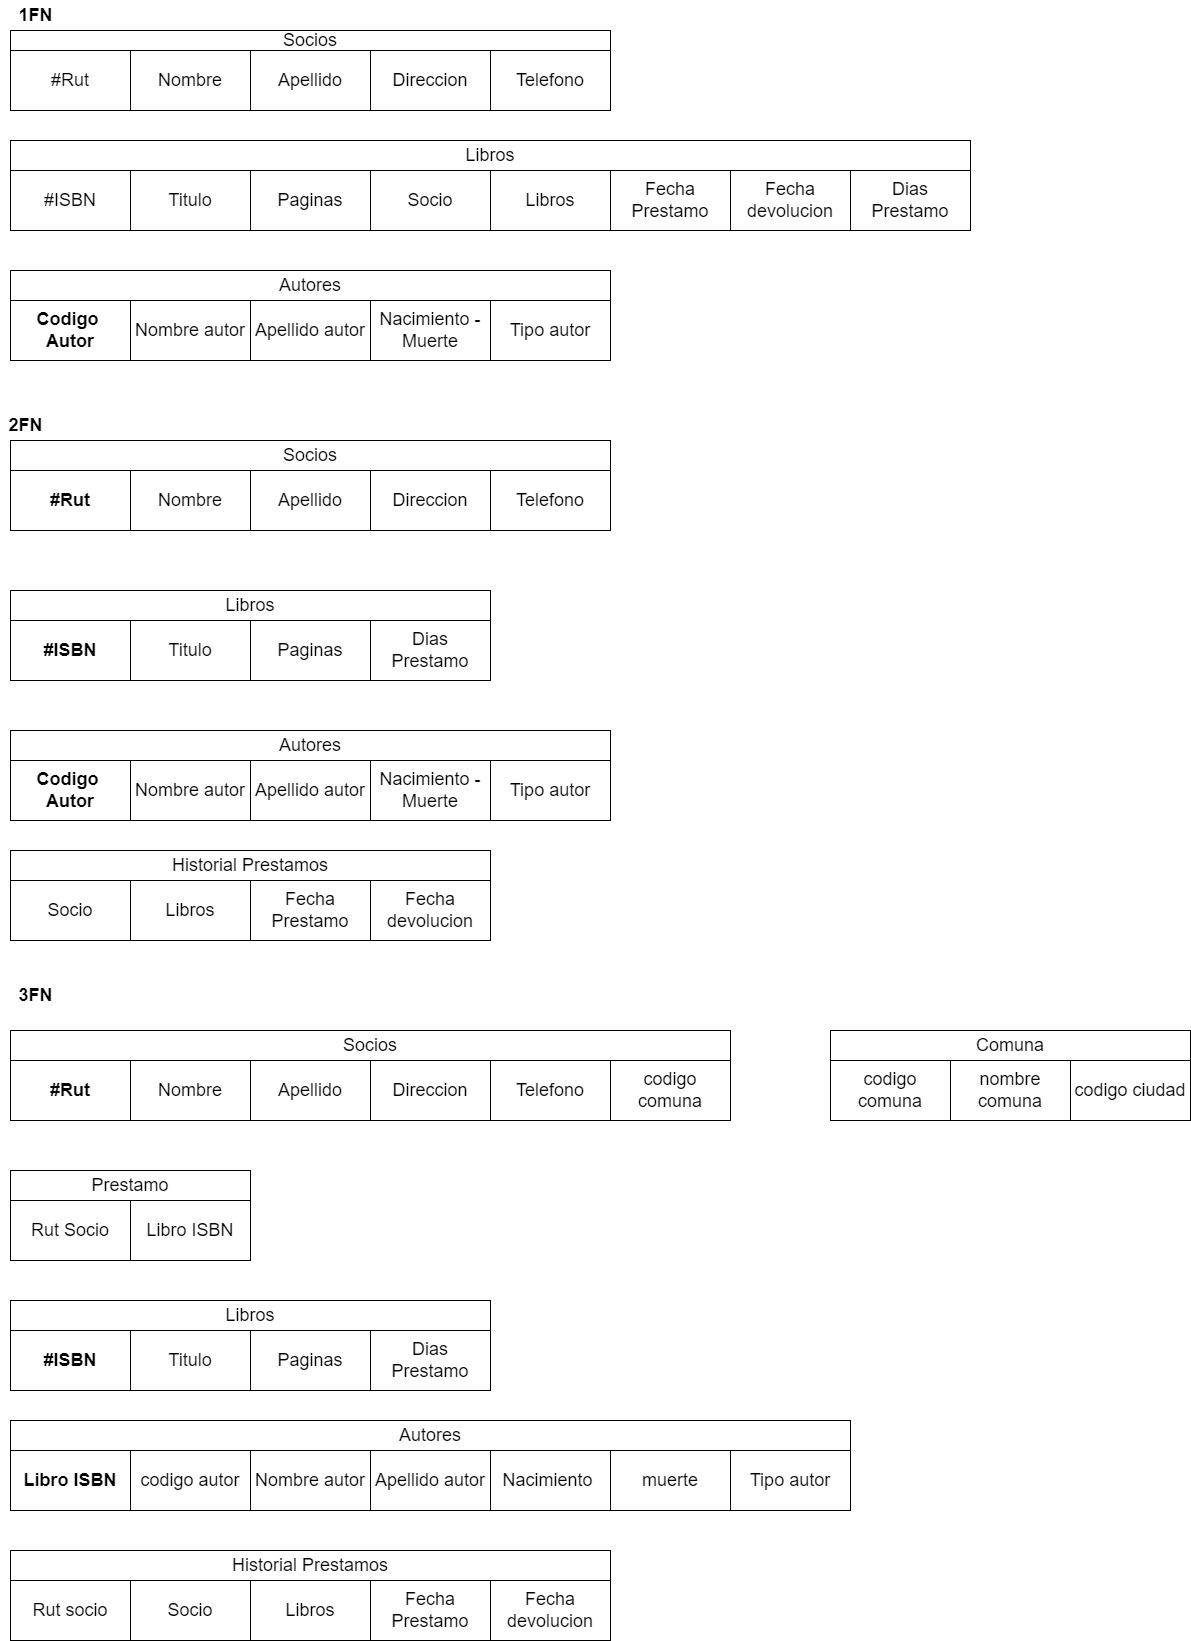 1FN
Socios
#Rut Nombre Apellido Direccion Telefono
Libros
#ISBN Titulo Paginas Socio Libros Fecha Prestamo Fecha devolucion Dias Prestamo
Autores
Codigo Autor Nombre autor Apellido autor Nacimiento - Muerte Tipo autor
2FN
Socios
#Rut Nombre Apellido Direccion Telefono
Libros
#ISBN Titulo Paginas Dias Prestamo
Autores
Codigo Autor Nombre autor Apellido autor Nacimiento - Muerte Tipo autor
Historial Prestamos
Socio Libros Fecha Prestamo Fecha devolucion
3FN
Socios
#Rut Nombre Apellido Direccion Telefono codigo comuna
Comuna
codigo comuna nombre comuna codigo ciudad
Prestamo
Rut Socio Libro ISBN
Libros
#ISBN Titulo Paginas Dias Prestamo
Autores
Libro ISBN codigo autor Nombre autor Apellido autor Nacimiento muerte Tipo autor
Historial Prestamos
Rut socio Socio Libros Fecha Prestamo Fecha devolucion